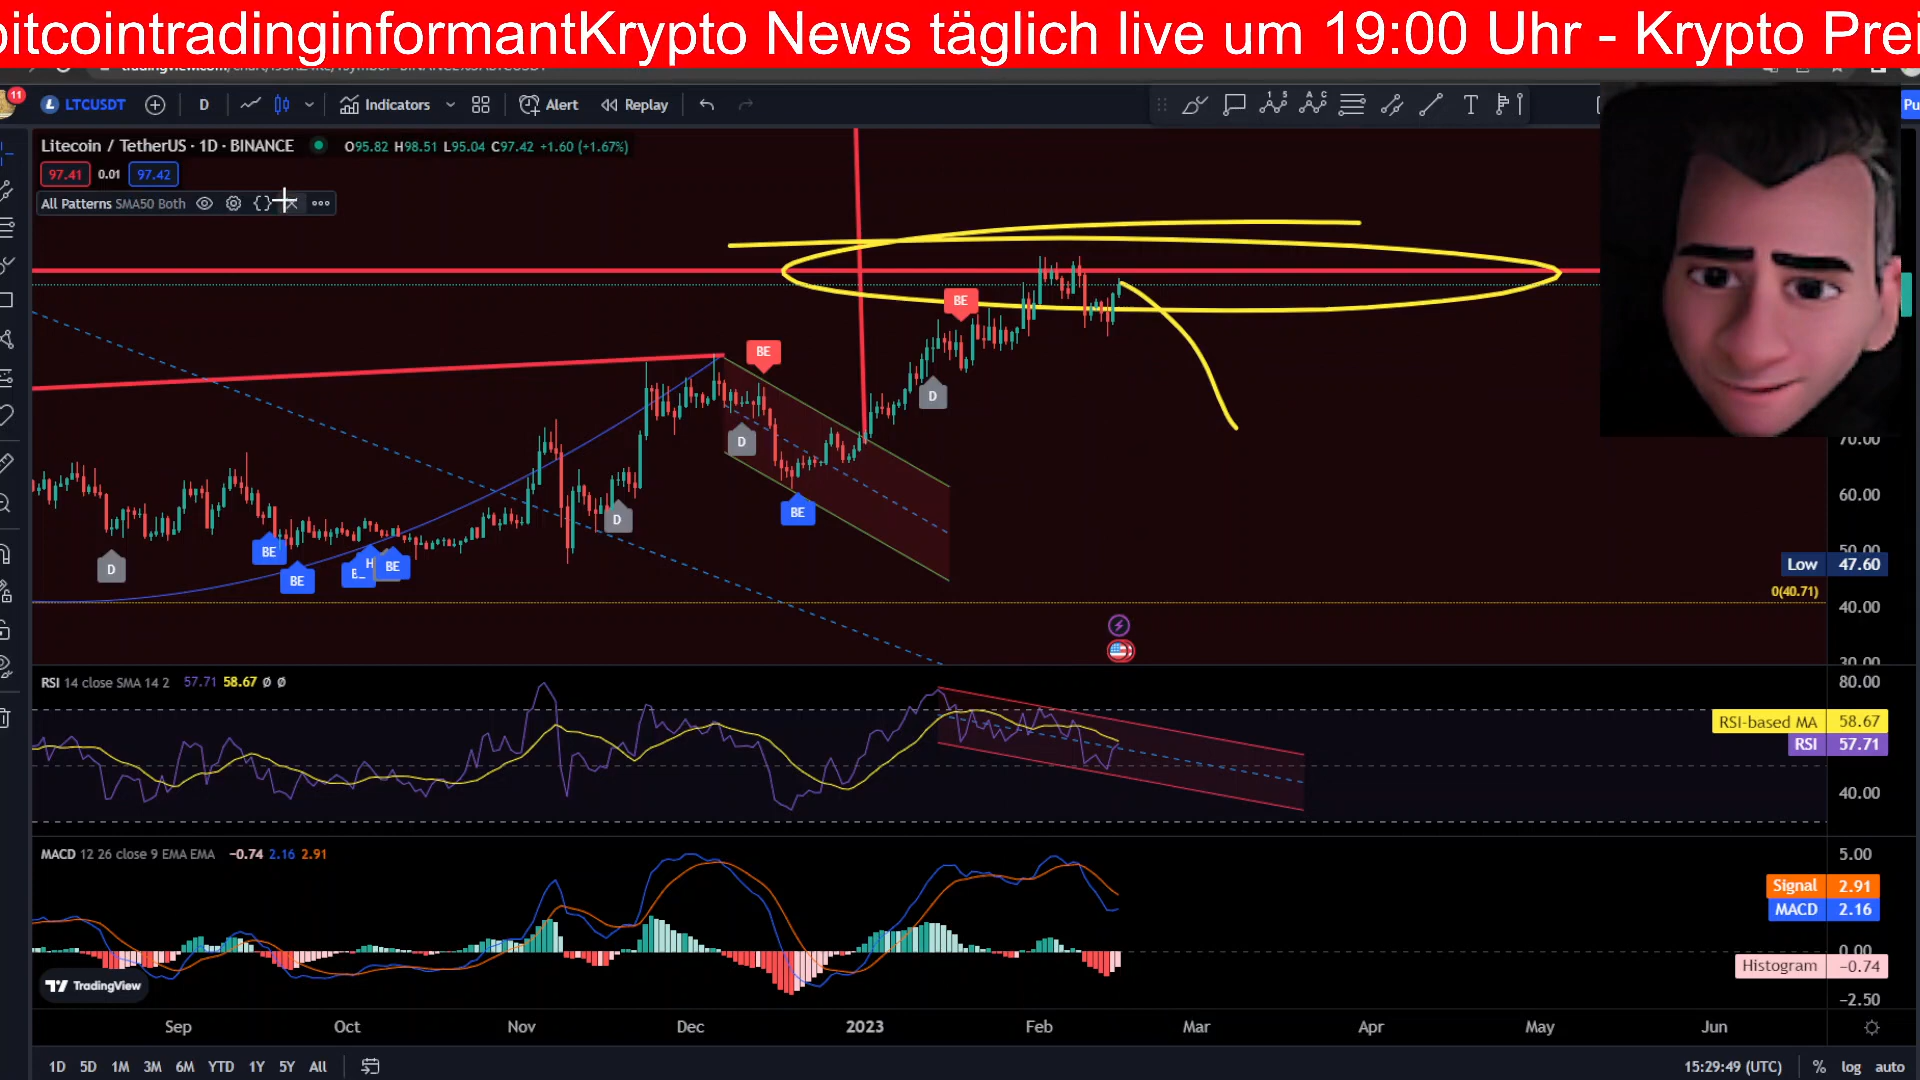 bitcointradinginformantKrypto News täglich live um 19:00 Uhr - Krypto Prei
11
LTCUSDT D Indicators Alert Replay Pu
Litecoin / TetherUS · 1D · BINANCE O95.82 H98.51 L95.04 C97.42 +1.60 (+1.67%)
97.41 0.01 97.42
All Patterns SMA50 Both
BE
BE
D
D
BE
D
BE
BE
H
BE
D
BE
70.00
60.00
50.00
Low 47.60
0(40.71)
40.00
30.00
RSI 14 close SMA 14 2 57.71 58.67 Ø Ø
80.00
RSI-based MA 58.67
RSI 57.71
40.00
MACD 12 26 close 9 EMA EMA −0.74 2.16 2.91
5.00
Signal 2.91
MACD 2.16
0.00
Histogram −0.74
−2.50
TradingView
Sep Oct Nov Dec 2023 Feb Mar Apr May Jun
1D 5D 1M 3M 6M YTD 1Y 5Y All 15:29:49 (UTC) % log auto